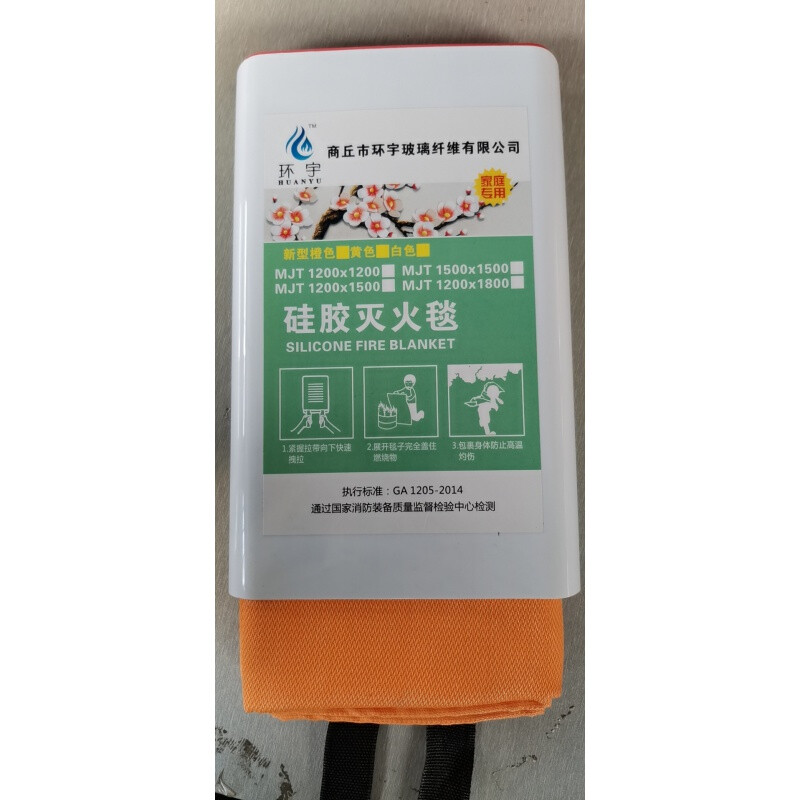 TM
环宇
HUANYU
商丘市环宇玻璃纤维有限公司
家庭
专用
新型橙色 黄色 白色
MJT 1200x1200 MJT 1500x1500
MJT 1200x1500 MJT 1200x1800
硅胶灭火毯
SILICONE FIRE BLANKET
1.紧握拉带向下快速
拽拉
2.展开毯子完全盖住
燃烧物
3.包裹身体防止高温
灼伤
执行标准：GA 1205-2014
通过国家消防装备质量监督检验中心检测